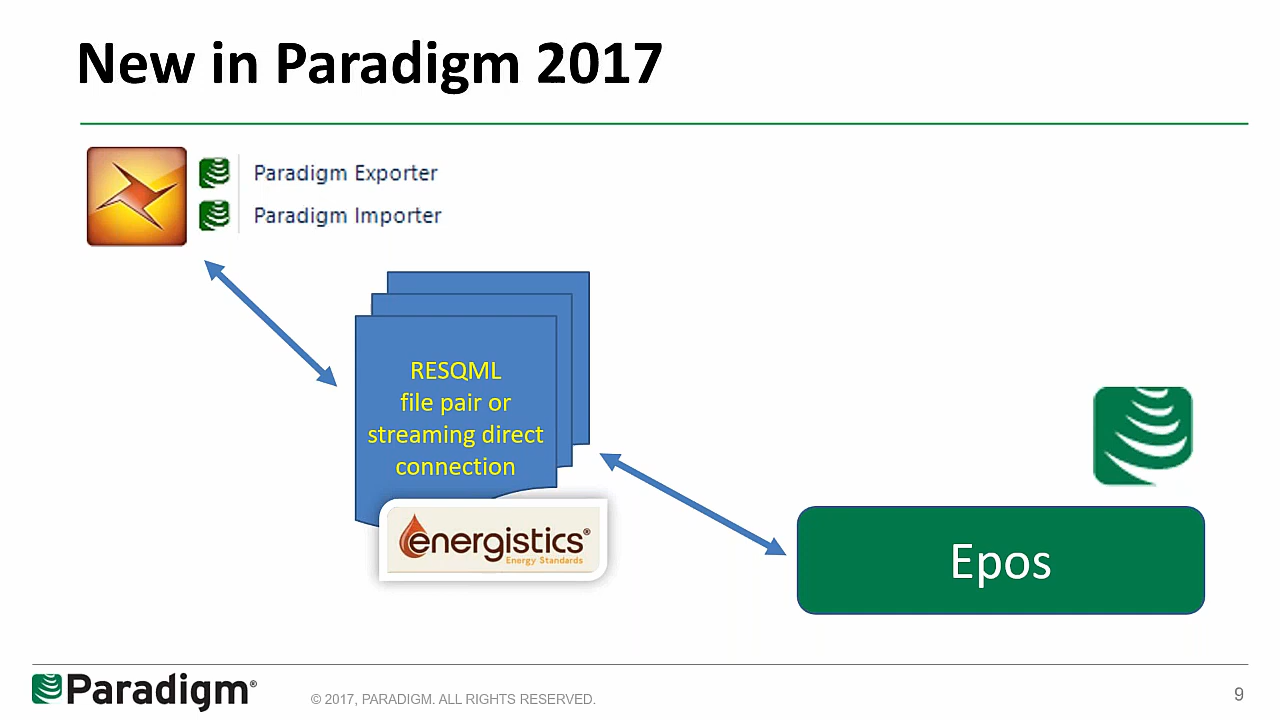 New in Paradigm 2017
Paradigm Exporter
Paradigm Importer
RESQML
file pair or
streaming direct
connection
energistics®
Energy Standards
Epos
Paradigm®
© 2017, PARADIGM. ALL RIGHTS RESERVED.
9